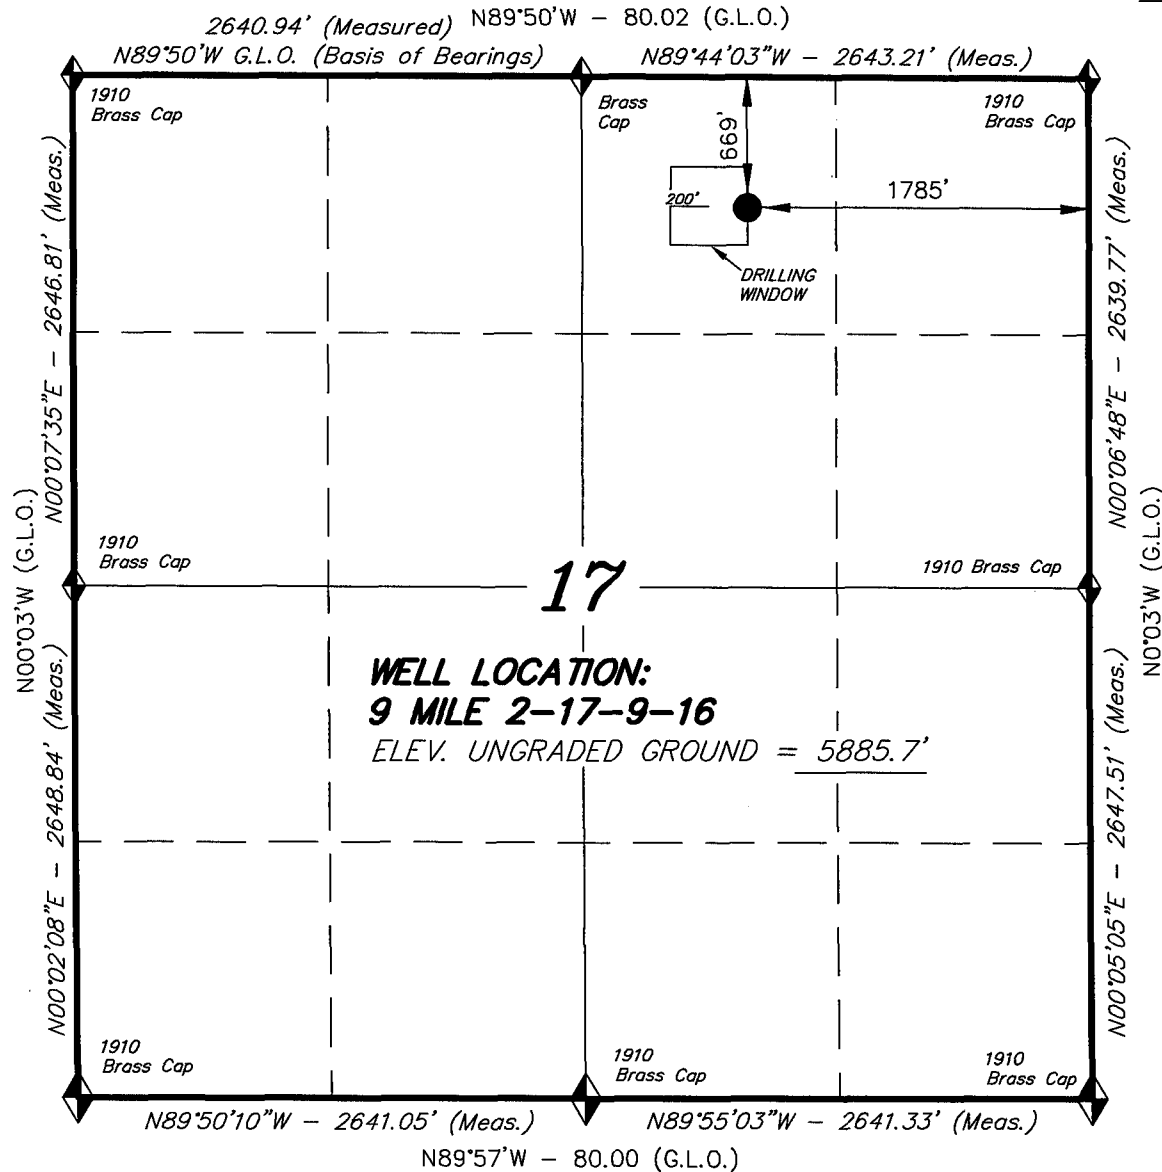 2640.94' (Measured) N89°50'W – 80.02 (G.L.O.)
N89°50'W G.L.O. (Basis of Bearings)
N89°44'03"W – 2643.21' (Meas.)
1910
Brass Cap
Brass
Cap
1910
Brass Cap
669'
200'
1785'
DRILLING
WINDOW
N00°07'35"E – 2646.81' (Meas.)
N00°06'48"E – 2639.77' (Meas.)
N00°03'W (G.L.O.)
N0°03'W (G.L.O.)
1910
Brass Cap
17
1910 Brass Cap
WELL LOCATION:
9 MILE 2–17–9–16
ELEV. UNGRADED GROUND = 5885.7'
N00°02'08"E – 2648.84' (Meas.)
N00°05'05"E – 2647.51' (Meas.)
1910
Brass Cap
1910
Brass Cap
1910
Brass Cap
N89°50'10"W – 2641.05' (Meas.)
N89°55'03"W – 2641.33' (Meas.)
N89°57'W – 80.00 (G.L.O.)